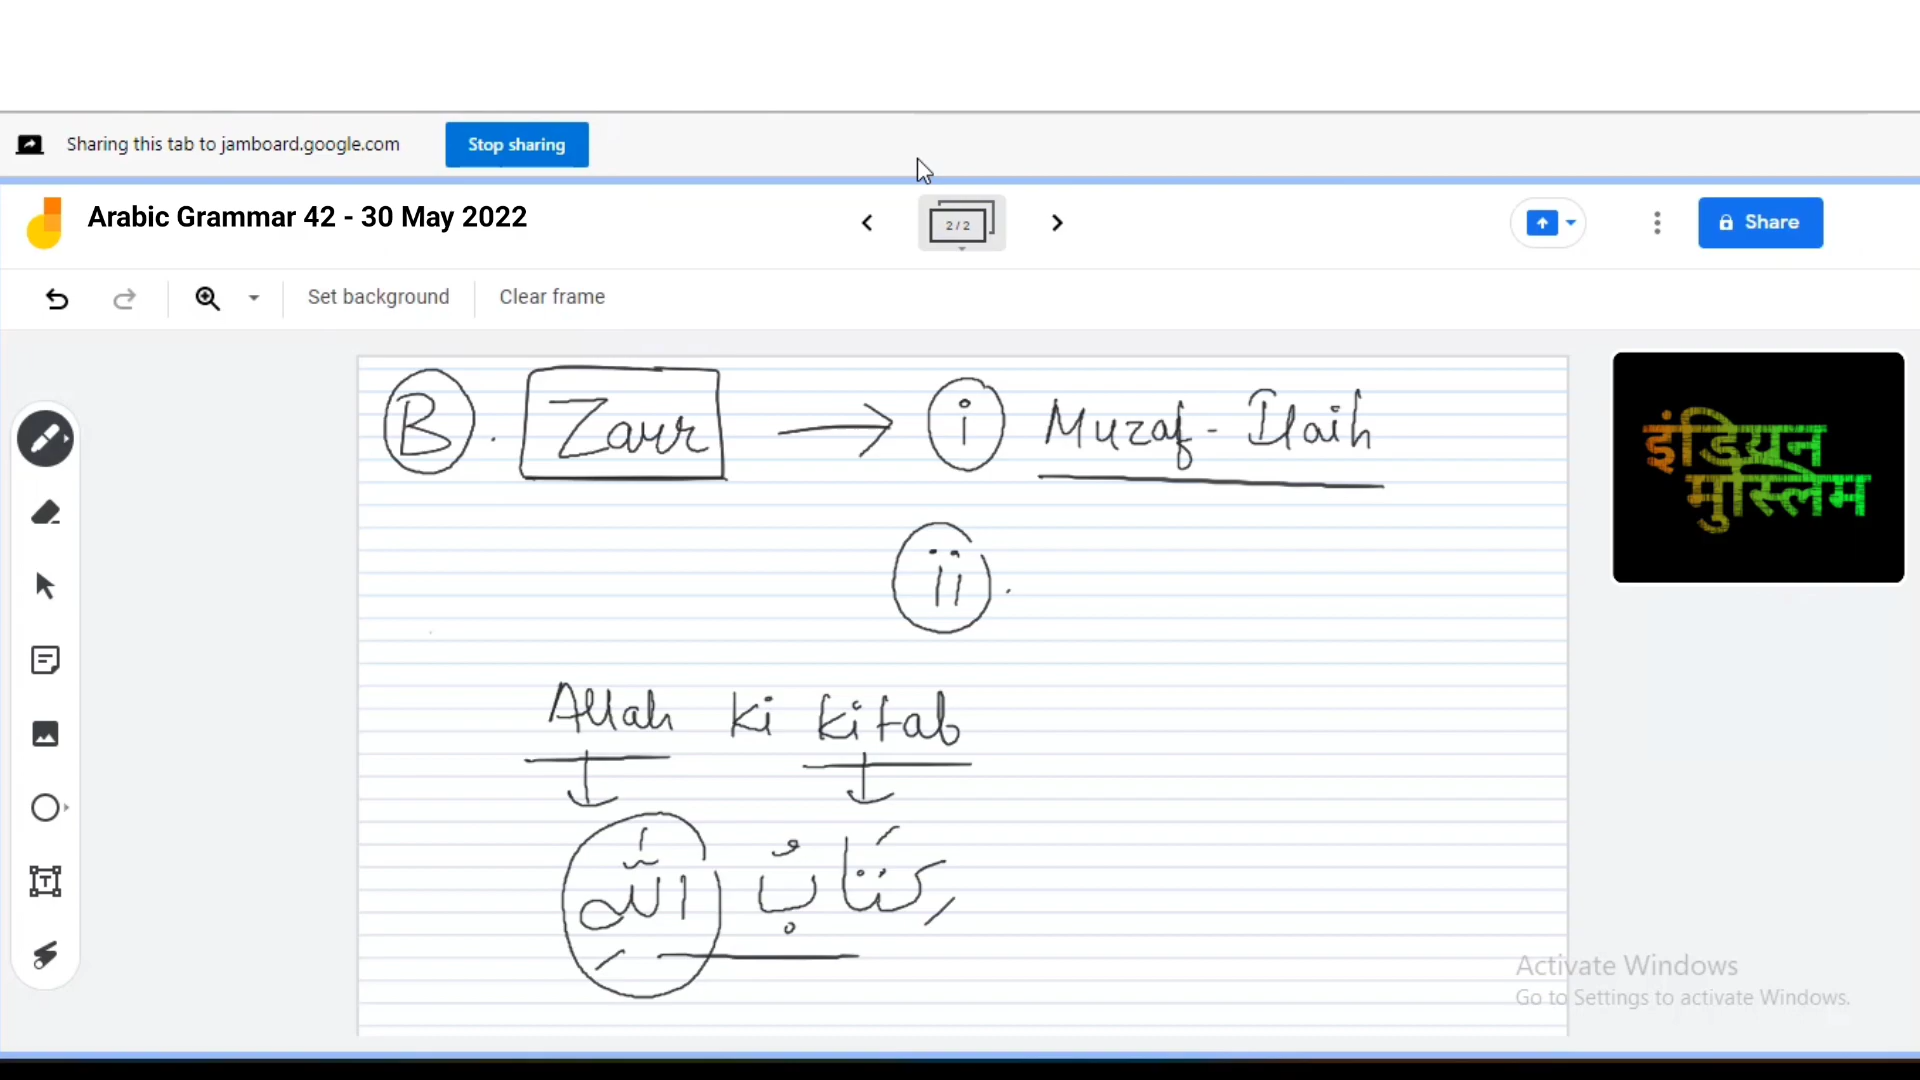 Sharing this tab to jamboard.google.com Stop sharing
Arabic Grammar 42 - 30 May 2022
2 / 2
Share
Set background Clear frame
B. Zarr → i Muzaf - Ilaih
ii.
Allah ki kitab
كِتَابُ اللّٰهِ
इंडियन
मुस्लिम
Activate Windows
Go to Settings to activate Windows.